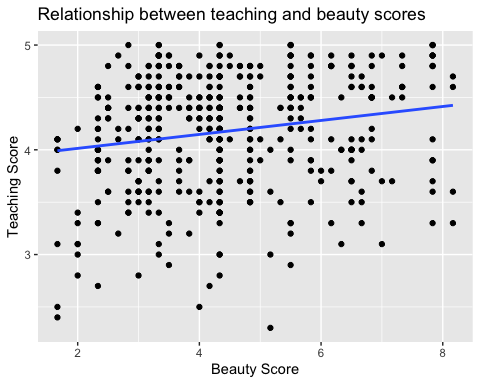 Relationship between teaching and beauty scores
5
4
3
Teaching Score
2 4 6 8
Beauty Score